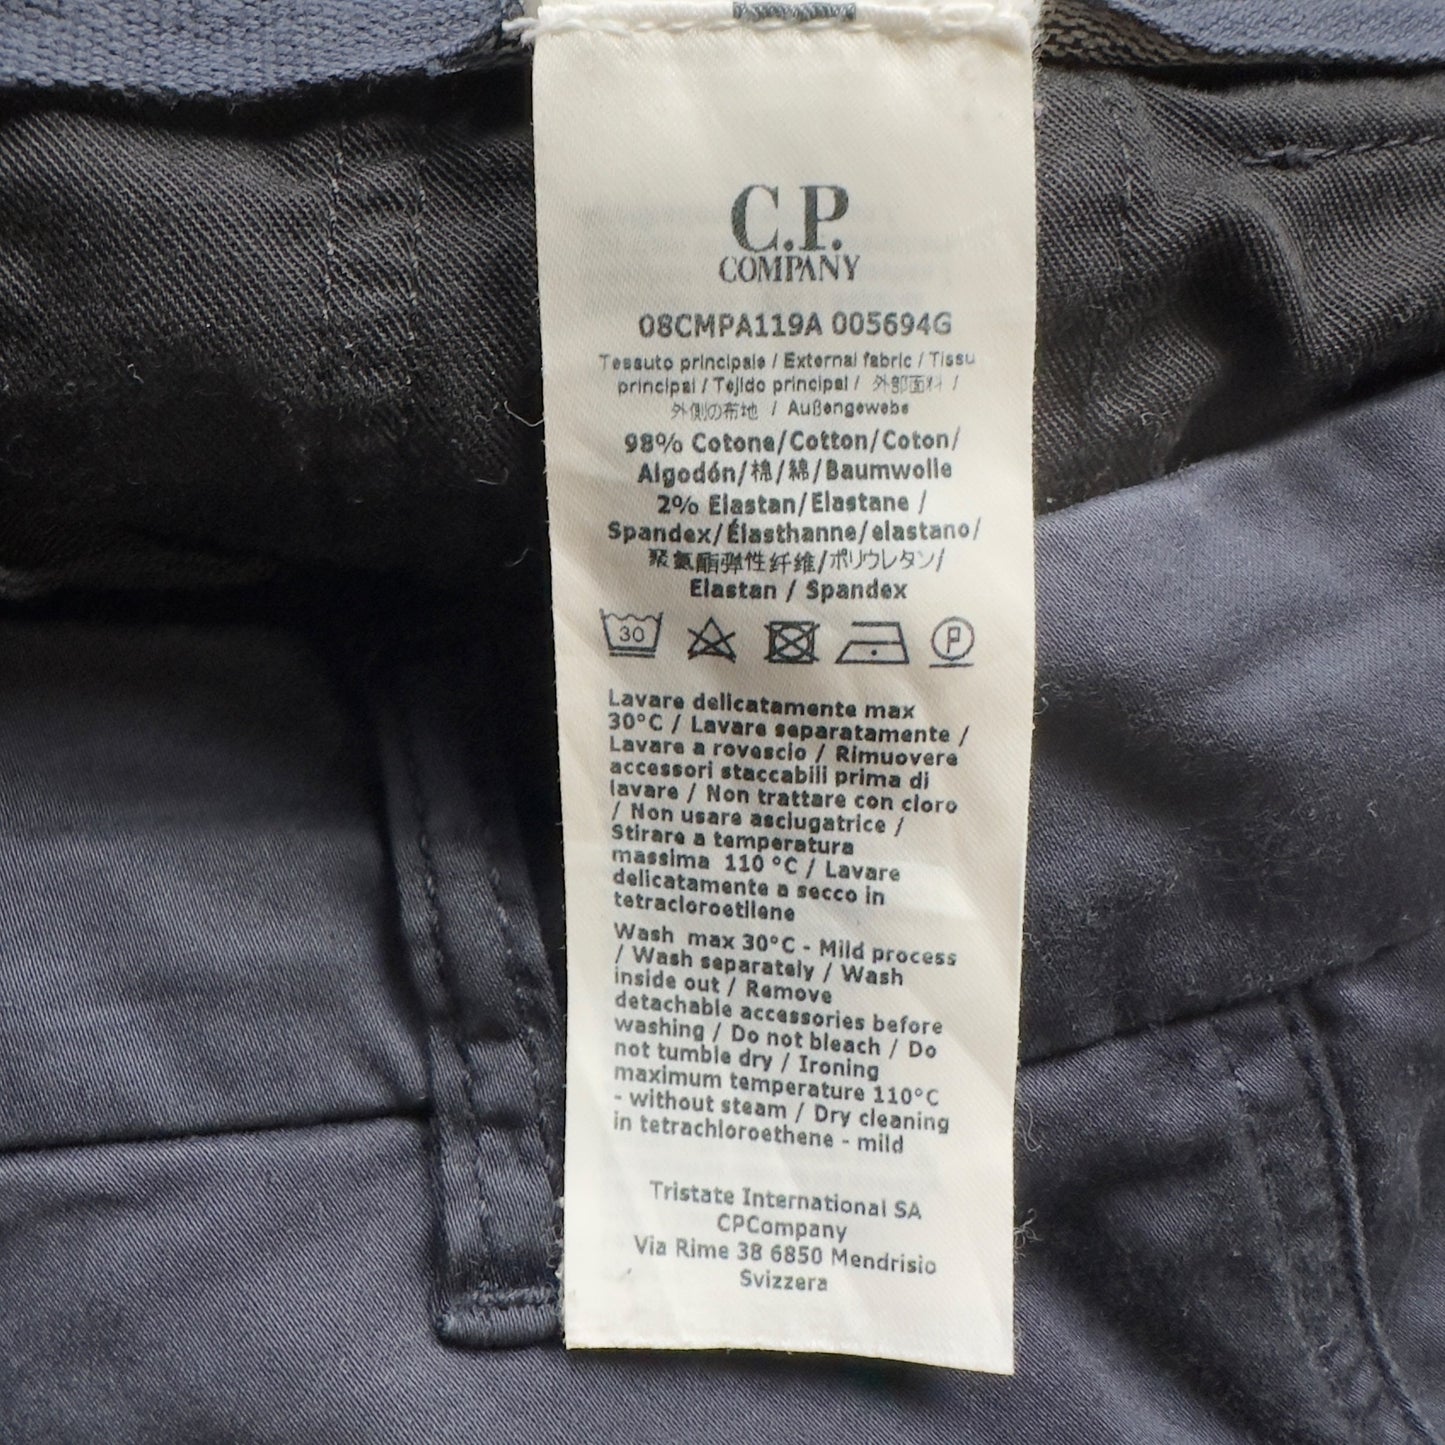 C.P.
COMPANY
08CMPA119A 005694G
Tessuto principale / External fabric / Tissu
principal / Tejido principal / 外部面料 /
外側の布地 / Außengewebe
98% Cotone/Cotton/Coton/
Algodón/棉/綿/Baumwolle
2% Elastan/Elastane /
Spandex/Élasthanne/elastano/
聚氨酯弹性纤维/ポリウレタン/
Elastan / Spandex
30
P
Lavare delicatamente max
30°C / Lavare separatamente /
Lavare a rovescio / Rimuovere
accessori staccabili prima di
lavare / Non trattare con cloro
/ Non usare asciugatrice /
Stirare a temperatura
massima 110 °C / Lavare
delicatamente a secco in
tetracloroetilene
Wash max 30°C - Mild process
/ Wash separately / Wash
inside out / Remove
detachable accessories before
washing / Do not bleach / Do
not tumble dry / Ironing
maximum temperature 110°C
- without steam / Dry cleaning
in tetrachloroethene - mild
Tristate International SA
CPCompany
Via Rime 38 6850 Mendrisio
Svizzera